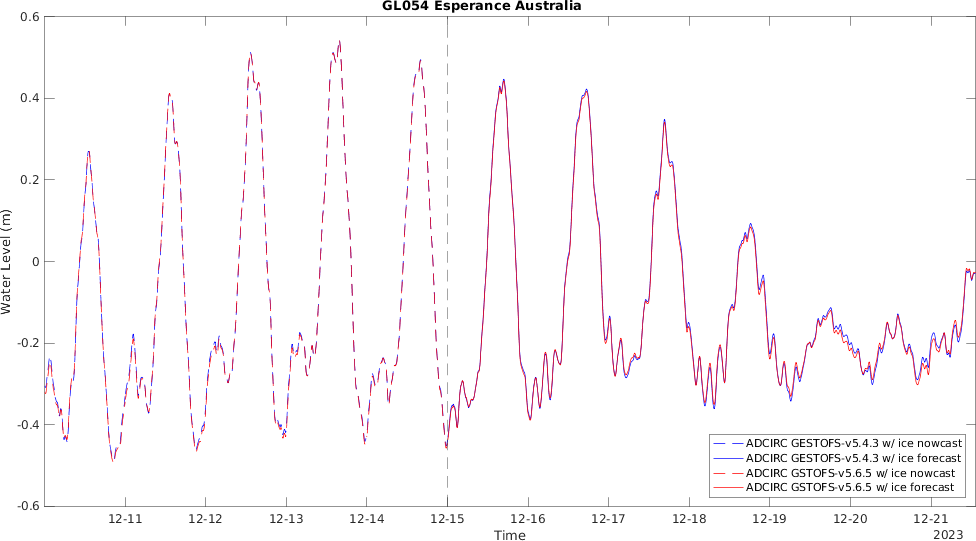 GL054 Esperance Australia
0.6
0.4
0.2
0
-0.2
-0.4
-0.6
Water Level (m)
12-11 12-12 12-13 12-14 12-15 12-16 12-17 12-18 12-19 12-20 12-21
2023
Time
ADCIRC GESTOFS-v5.4.3 w/ ice nowcast
ADCIRC GESTOFS-v5.4.3 w/ ice forecast
ADCIRC GSTOFS-v5.6.5 w/ ice nowcast
ADCIRC GSTOFS-v5.6.5 w/ ice forecast